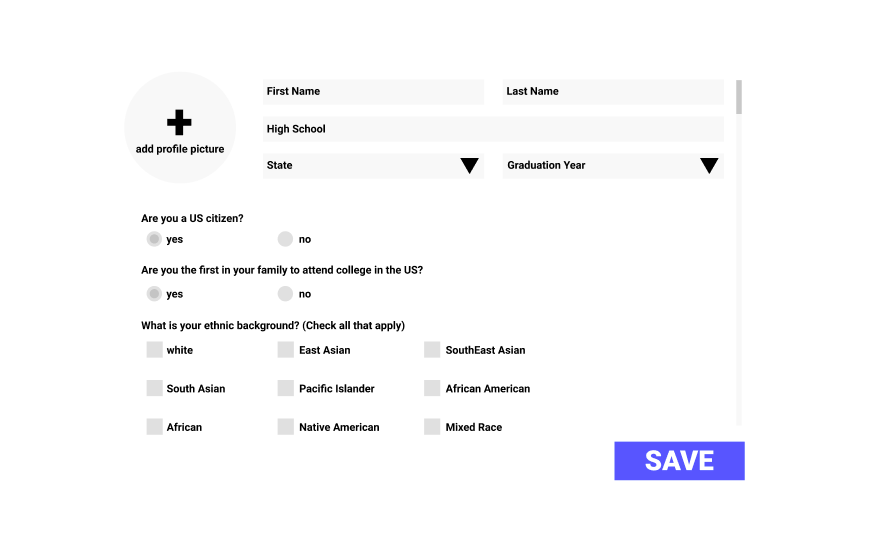 First Name
Last Name
High School
add profile picture
State
Graduation Year
Are you a US citizen?
yes
no
Are you the first in your family to attend college in the US?
yes
no
What is your ethnic background? (Check all that apply)
white
East Asian
SouthEast Asian
South Asian
Pacific Islander
African American
African
Native American
Mixed Race
SAVE